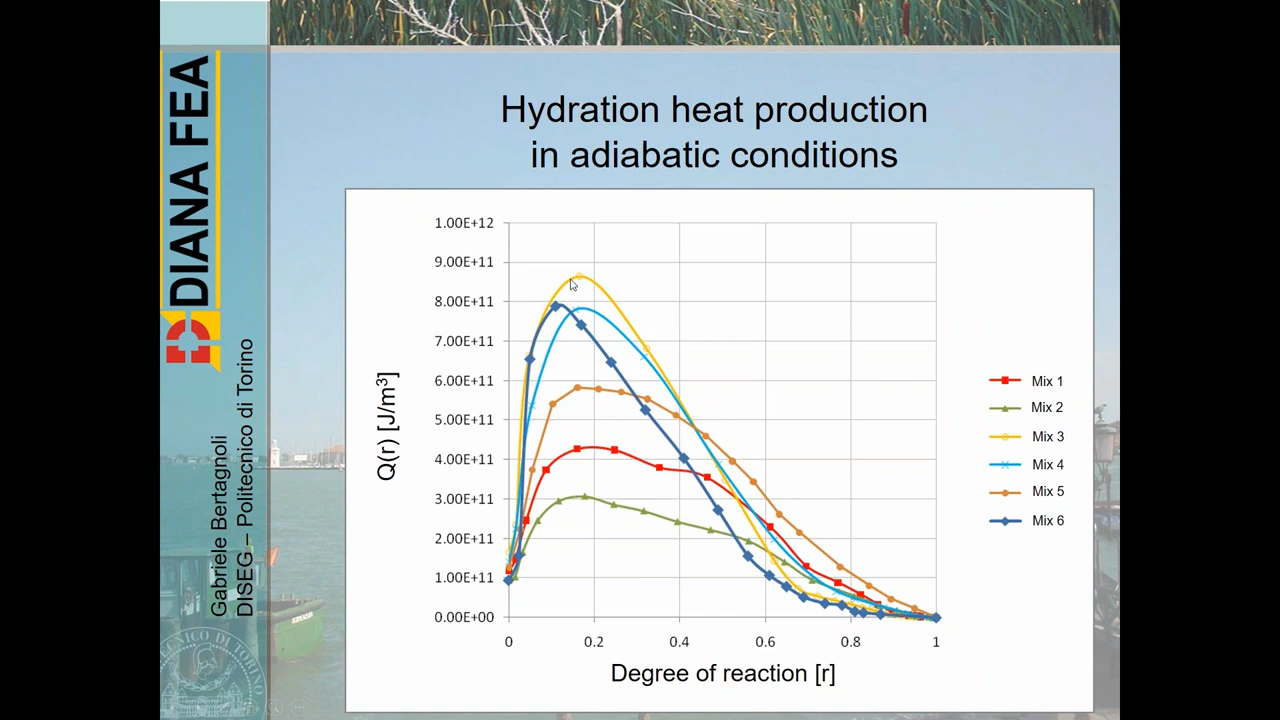 DIANA FEA
Gabriele Bertagnoli
DISEG – Politecnico di Torino
Hydration heat production
in adiabatic conditions
1.00E+12
9.00E+11
8.00E+11
7.00E+11
6.00E+11
5.00E+11
4.00E+11
3.00E+11
2.00E+11
1.00E+11
0.00E+00
Q(r) [J/m³]
0 0.2 0.4 0.6 0.8 1
Degree of reaction [r]
Mix 1
Mix 2
Mix 3
Mix 4
Mix 5
Mix 6